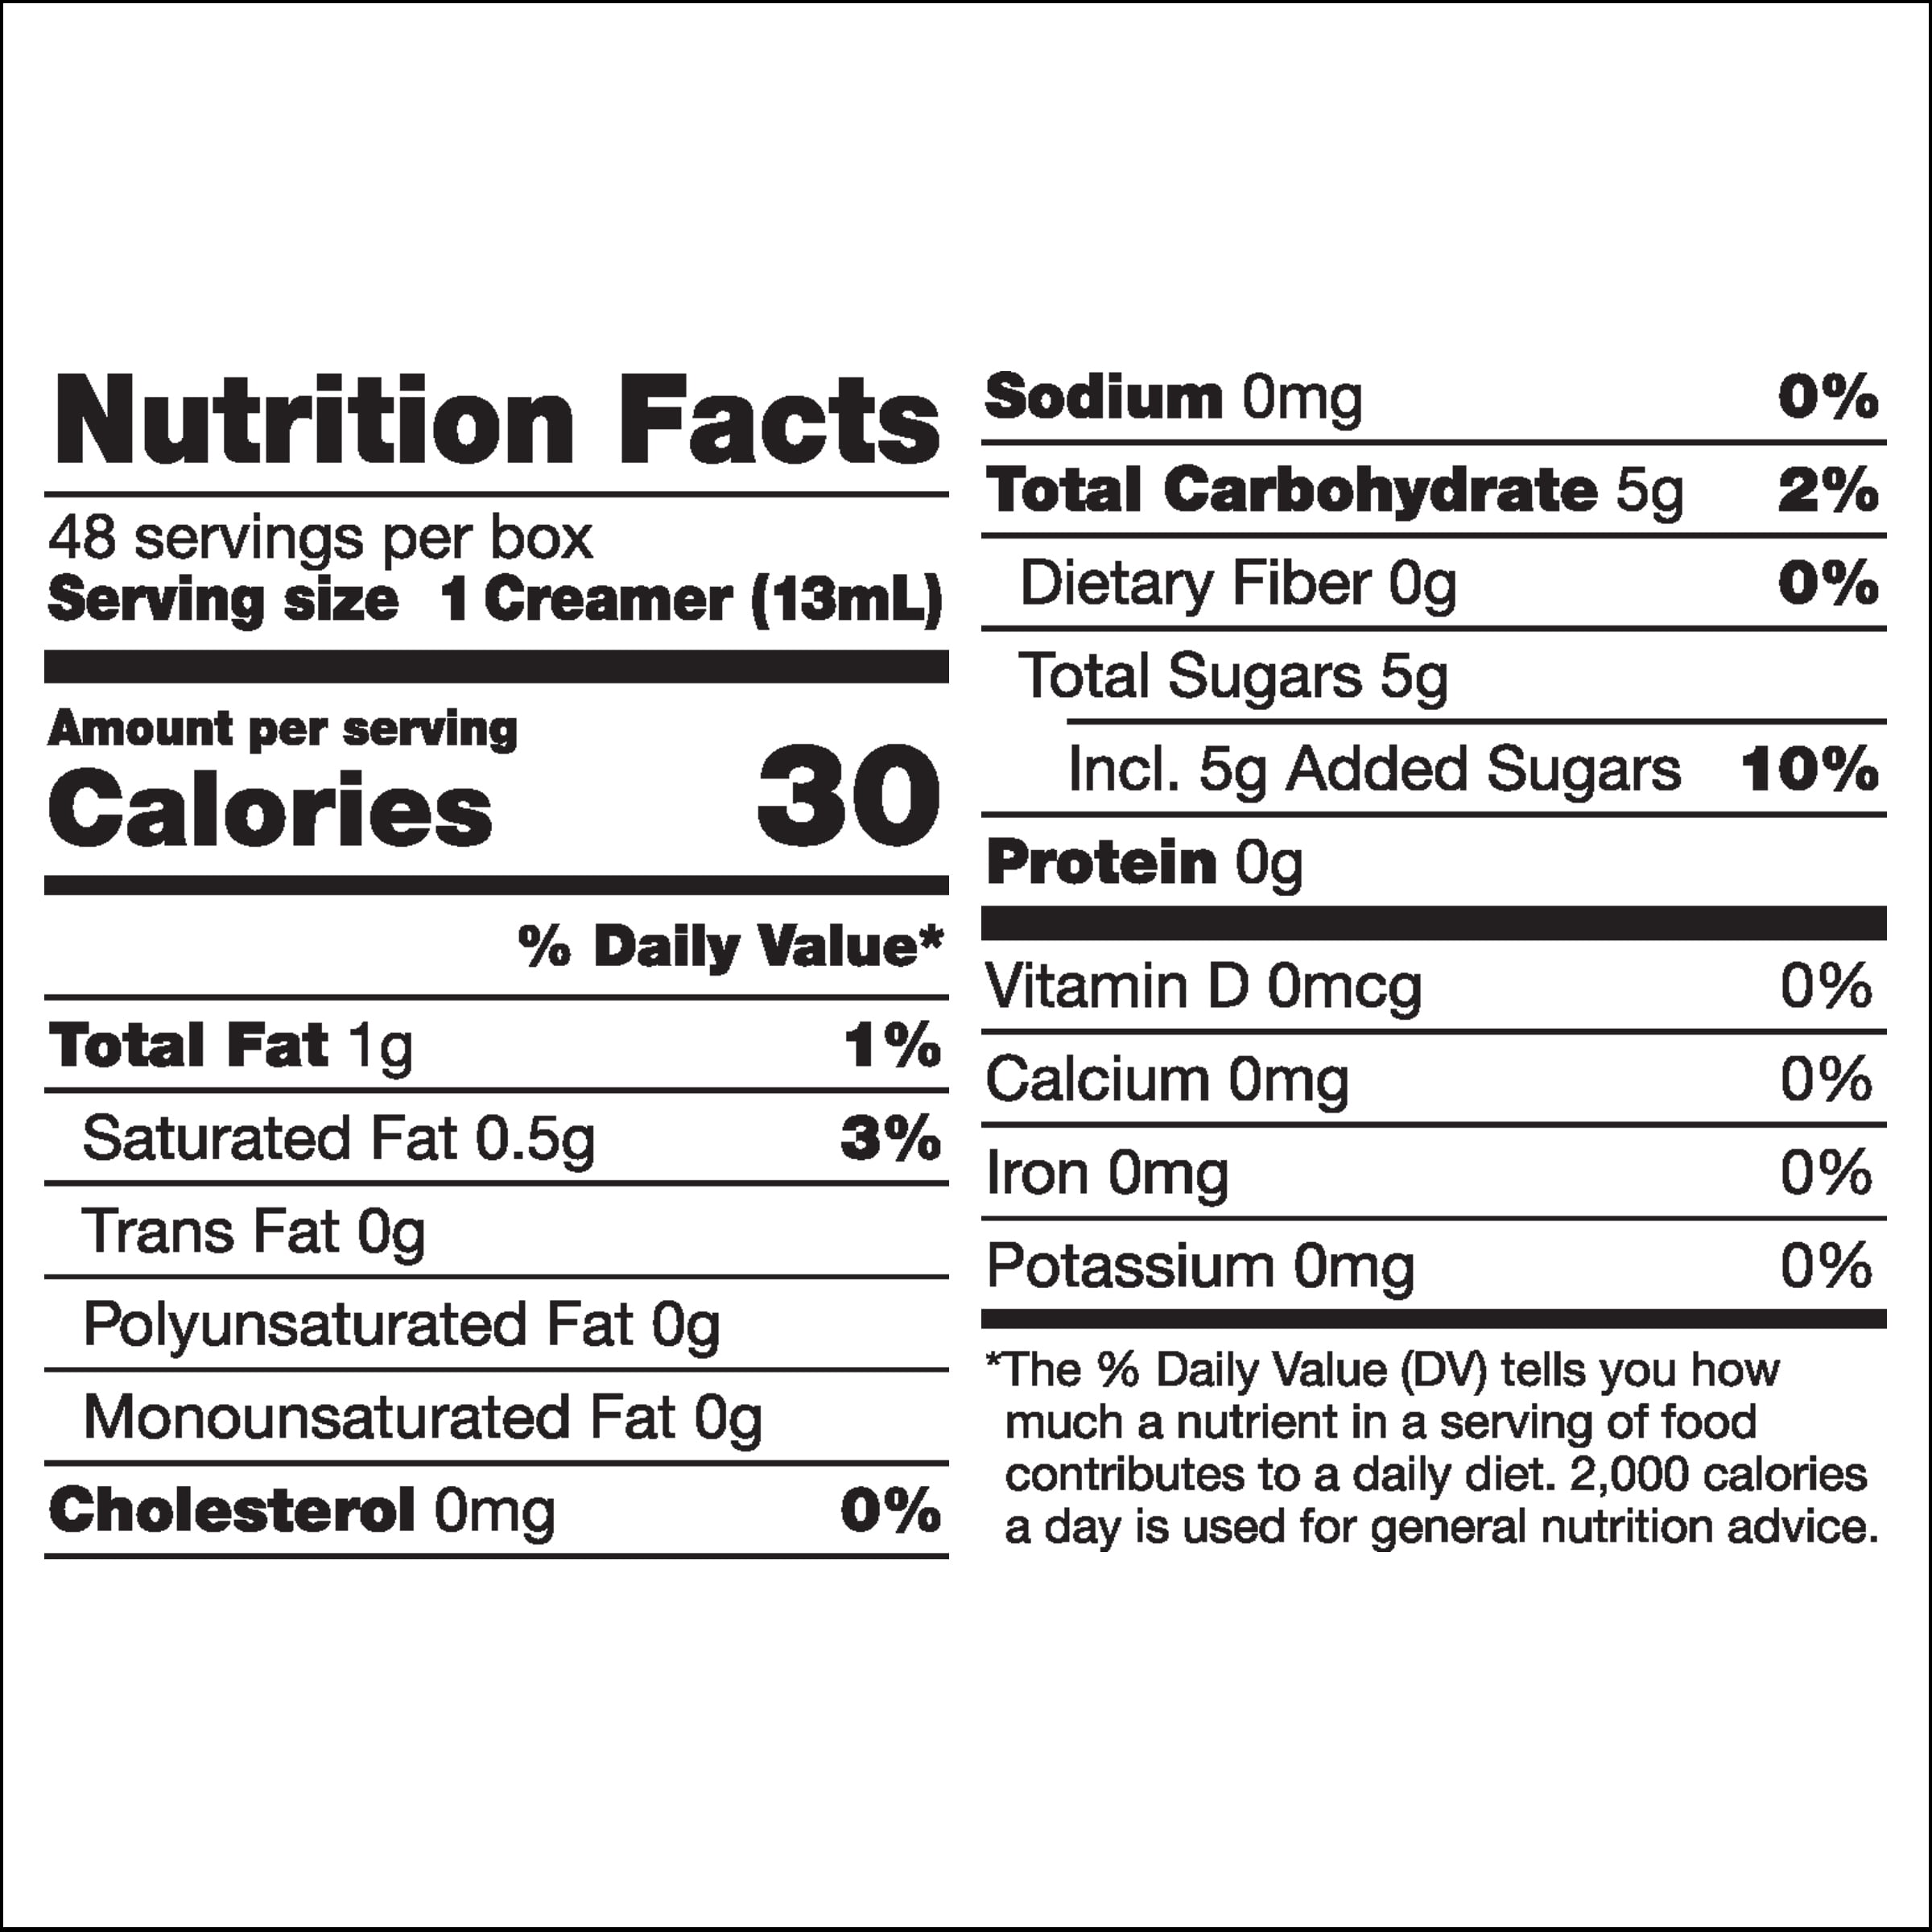 Nutrition Facts
48 servings per box
Serving size 1 Creamer (13mL)
Amount per serving
Calories 30
% Daily Value*
Total Fat 1g 1%
Saturated Fat 0.5g 3%
Trans Fat 0g
Polyunsaturated Fat 0g
Monounsaturated Fat 0g
Cholesterol 0mg 0%
Sodium 0mg 0%
Total Carbohydrate 5g 2%
Dietary Fiber 0g 0%
Total Sugars 5g
Incl. 5g Added Sugars 10%
Protein 0g
Vitamin D 0mcg 0%
Calcium 0mg 0%
Iron 0mg 0%
Potassium 0mg 0%
*The % Daily Value (DV) tells you how
much a nutrient in a serving of food
contributes to a daily diet. 2,000 calories
a day is used for general nutrition advice.